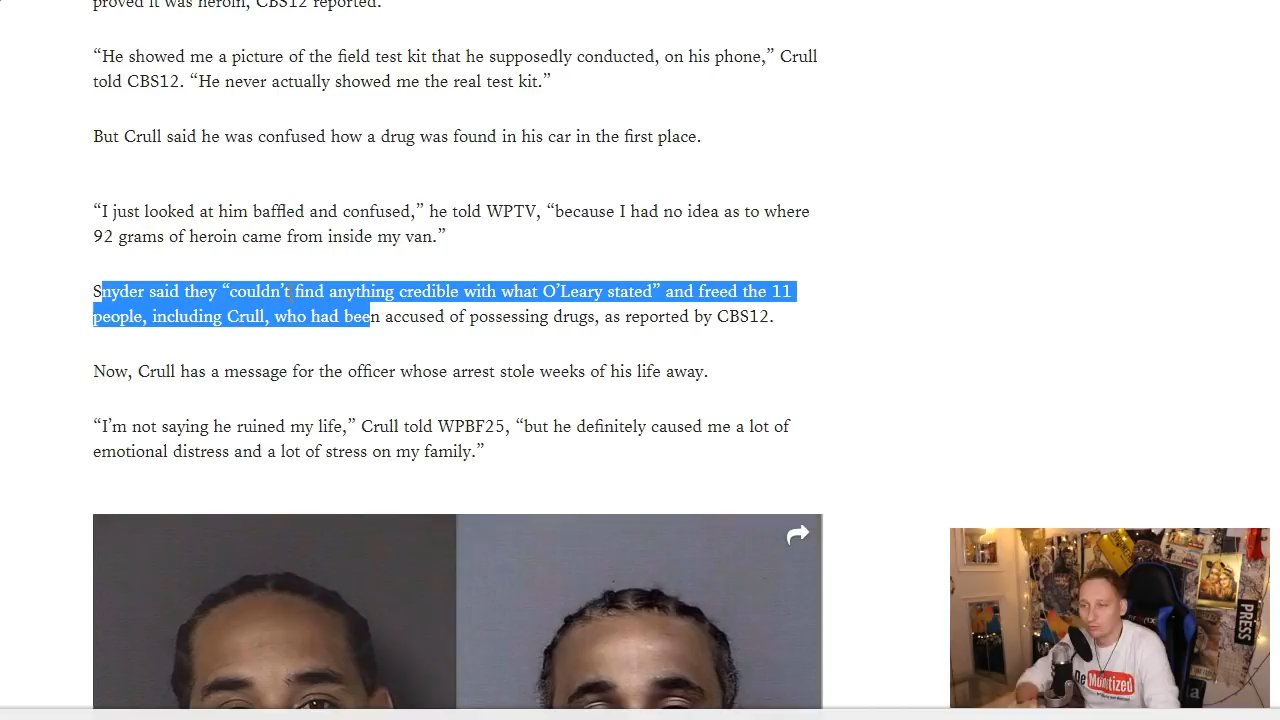 proved it was heroin, CBS12 reported.
“He showed me a picture of the field test kit that he supposedly conducted, on his phone,” Crull
told CBS12. “He never actually showed me the real test kit.”
But Crull said he was confused how a drug was found in his car in the first place.
“I just looked at him baffled and confused,” he told WPTV, “because I had no idea as to where
92 grams of heroin came from inside my van.”
Snyder said they “couldn’t find anything credible with what O’Leary stated” and freed the 11
people, including Crull, who had been accused of possessing drugs, as reported by CBS12.
Now, Crull has a message for the officer whose arrest stole weeks of his life away.
“I’m not saying he ruined my life,” Crull told WPBF25, “but he definitely caused me a lot of
emotional distress and a lot of stress on my family.”
PRESS
DeMonitized